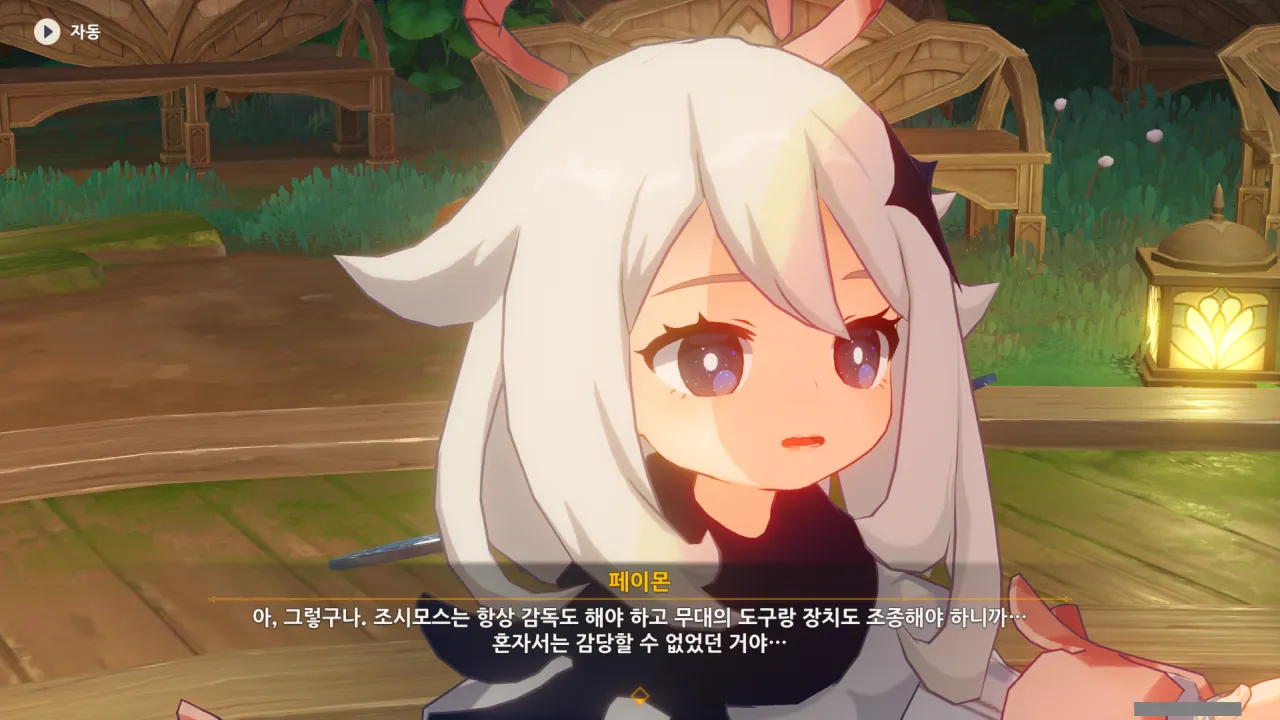 자동
페이몬
아, 그렇구나. 조시모스는 항상 감독도 해야 하고 무대의 도구랑 장치도 조종해야 하니까…
혼자서는 감당할 수 없었던 거야…